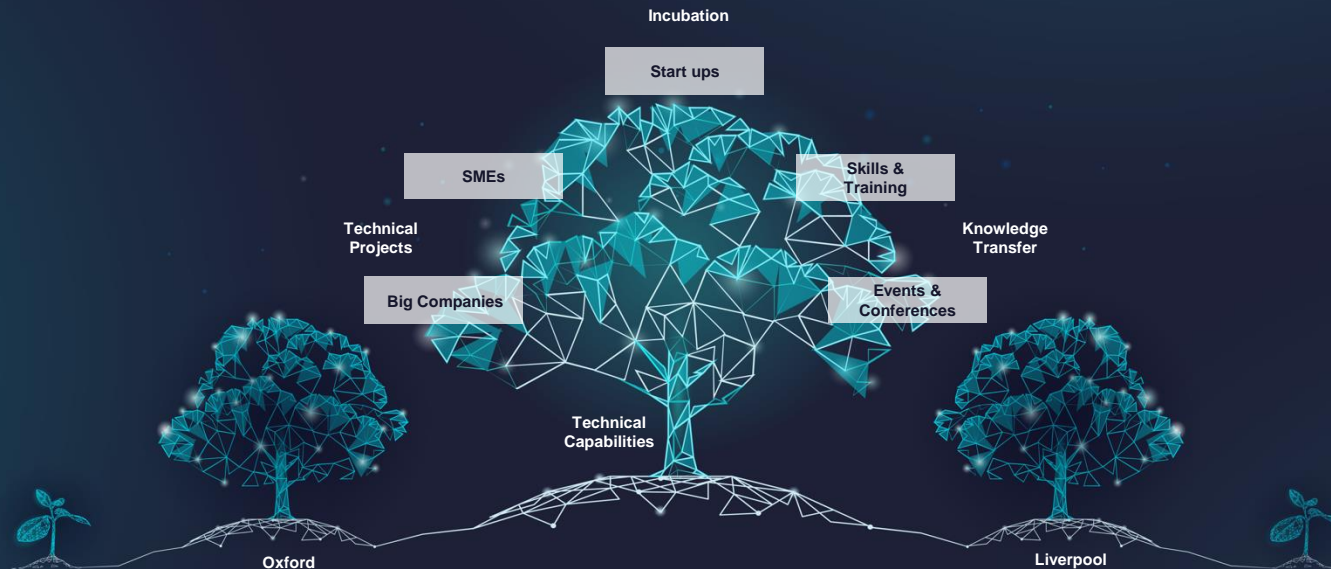 Incubation
Start ups
SMEs
Skills &
Training
Technical
Projects
Knowledge
Transfer
Big Companies
Events &
Conferences
Technical
Capabilities
Oxford
Liverpool